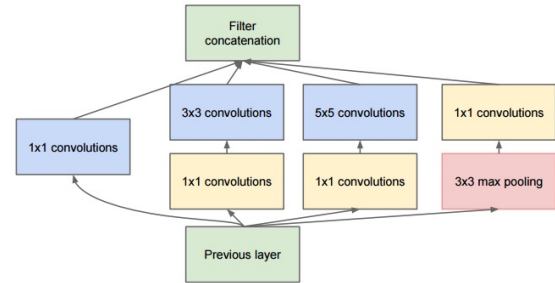 Filter
concatenation
3x3 convolutions
5x5 convolutions
1x1 convolutions
1x1 convolutions
1x1 convolutions
1x1 convolutions
3x3 max pooling
Previous layer